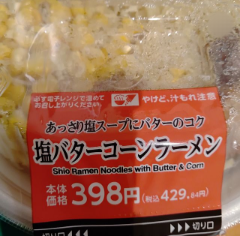 必ず電子レンジで温めて
お召し上がりください
やけど、汁もれ注意
あっさり塩スープにバターのコク
塩バターコーンラーメン
Shio Ramen Noodles with Butter & Corn
本体
価格 398円 (税込 429.84円)
切り口
切り口